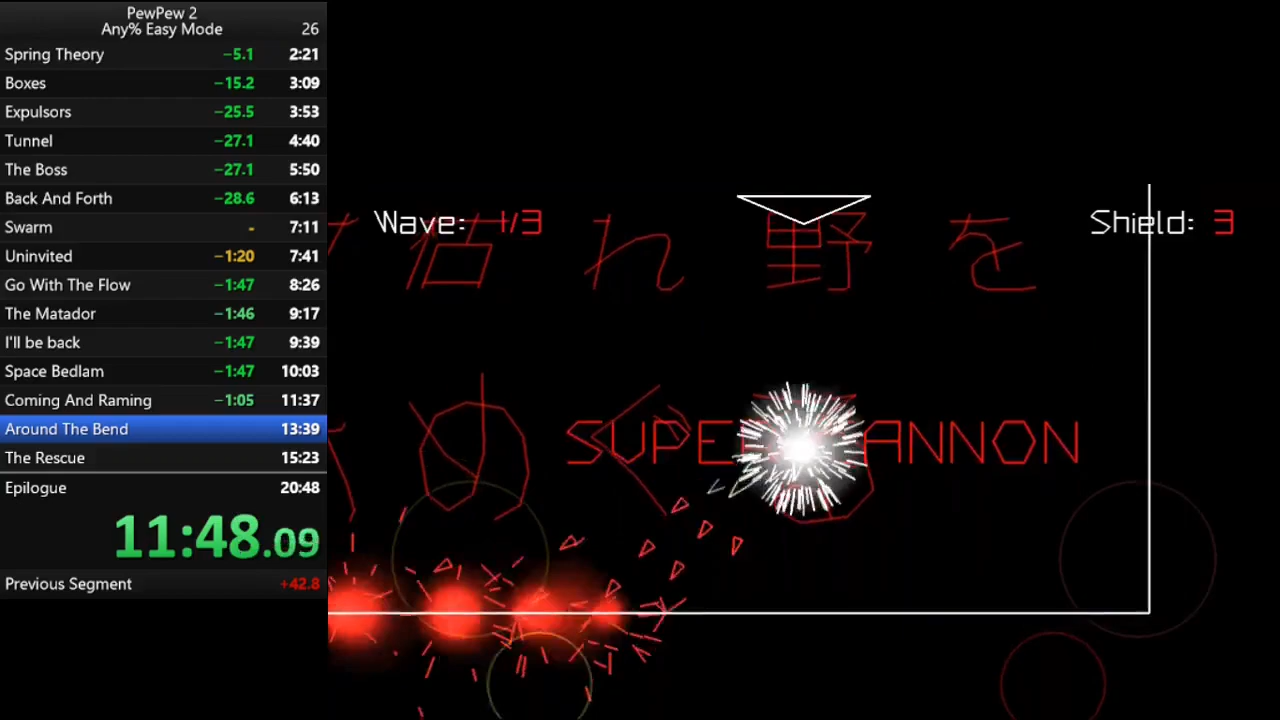 PewPew 2
Any% Easy Mode 26
Spring Theory −5.1 2:21
Boxes −15.2 3:09
Expulsors −25.5 3:53
Tunnel −27.1 4:40
The Boss −27.1 5:50
Back And Forth −28.6 6:13
Swarm - 7:11
Uninvited −1:20 7:41
Go With The Flow −1:47 8:26
The Matador −1:46 9:17
I'll be back −1:47 9:39
Space Bedlam −1:47 10:03
Coming And Raming −1:05 11:37
Around The Bend 13:39
The Rescue 15:23
Epilogue 20:48
11:48.09
Previous Segment +42.8
Wave: 1/3
Shield: 3
枯れ野を